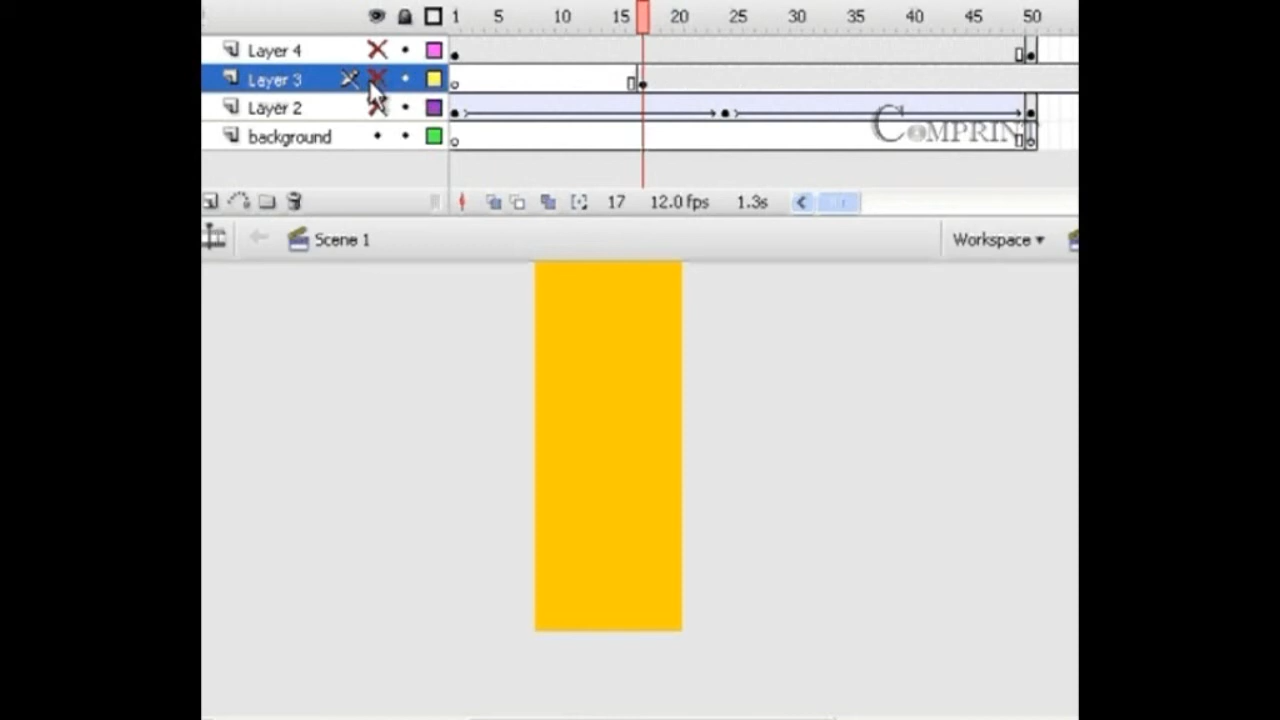 1 5 10 15 20 25 30 35 40 45 50
Layer 4
Layer 3
Layer 2
COMPRINT
background
17 12.0 fps 1.3s
Scene 1 Workspace